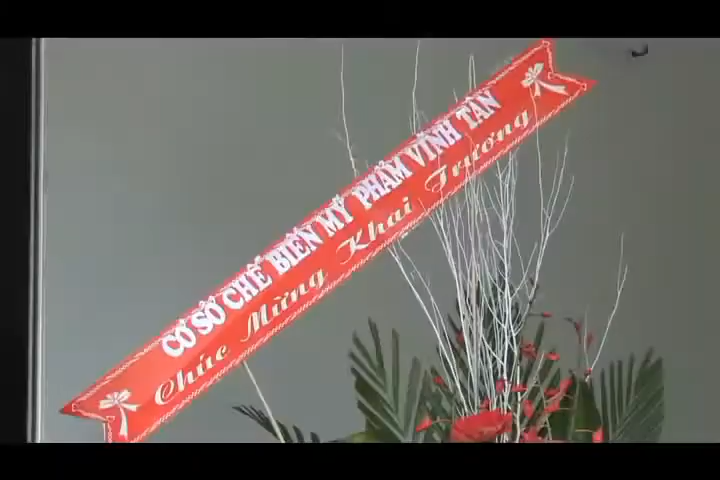 CƠ SỞ CHẾ BIẾN MỸ PHẨM VĨNH TÂN
Chúc Mừng Khai Trương